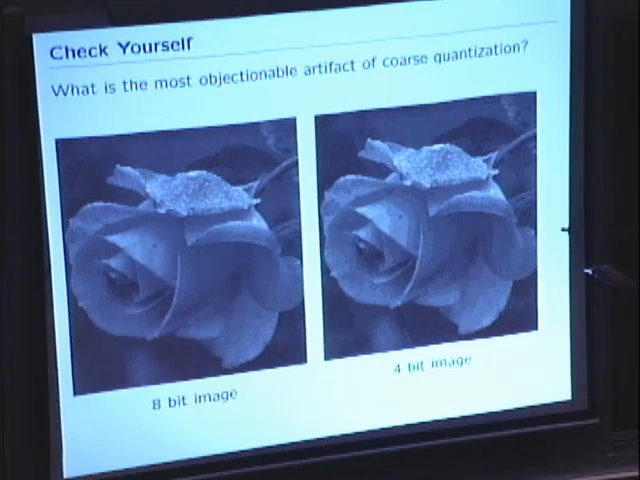 Check Yourself
What is the most objectionable artifact of coarse quantization?
8 bit image
4 bit image